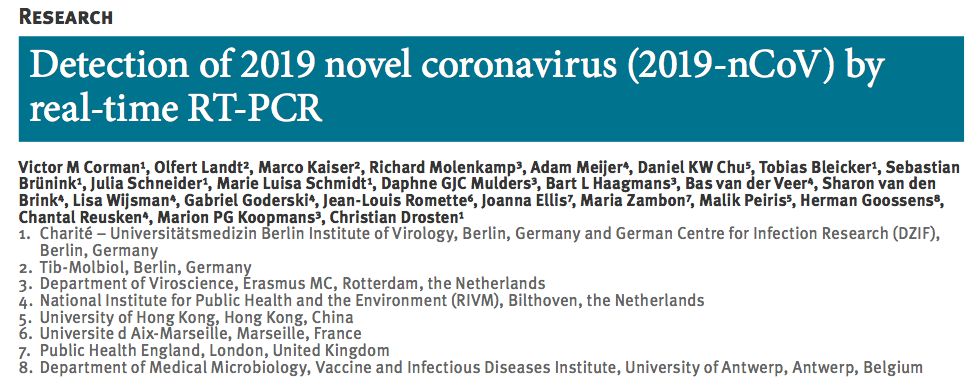 RESEARCH
Detection of 2019 novel coronavirus (2019-nCoV) by
real-time RT-PCR
Victor M Corman¹, Olfert Landt², Marco Kaiser², Richard Molenkamp³, Adam Meijer⁴, Daniel KW Chu⁵, Tobias Bleicker¹, Sebastian
Brünink¹, Julia Schneider¹, Marie Luisa Schmidt¹, Daphne GJC Mulders³, Bart L Haagmans³, Bas van der Veer⁴, Sharon van den
Brink⁴, Lisa Wijsman⁴, Gabriel Goderski⁴, Jean-Louis Romette⁶, Joanna Ellis⁷, Maria Zambon⁷, Malik Peiris⁵, Herman Goossens⁸,
Chantal Reusken⁴, Marion PG Koopmans³, Christian Drosten¹
1. Charité – Universitätsmedizin Berlin Institute of Virology, Berlin, Germany and German Centre for Infection Research (DZIF),
Berlin, Germany
2. Tib-Molbiol, Berlin, Germany
3. Department of Viroscience, Erasmus MC, Rotterdam, the Netherlands
4. National Institute for Public Health and the Environment (RIVM), Bilthoven, the Netherlands
5. University of Hong Kong, Hong Kong, China
6. Universite d Aix-Marseille, Marseille, France
7. Public Health England, London, United Kingdom
8. Department of Medical Microbiology, Vaccine and Infectious Diseases Institute, University of Antwerp, Antwerp, Belgium